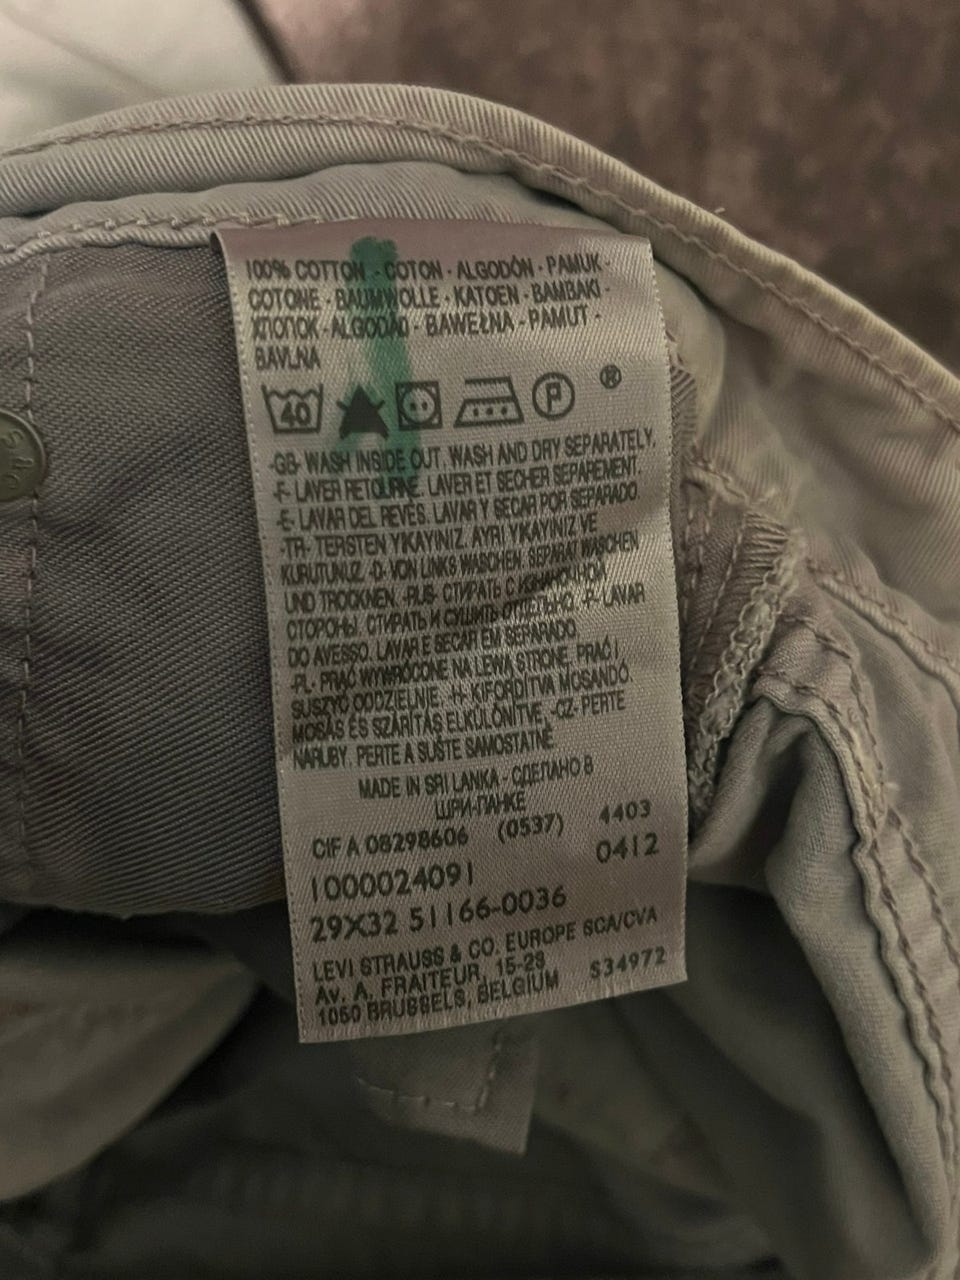 100% COTTON - COTON - ALGODÓN - PAMUK -
COTONE - BAUMWOLLE - KATOEN - BAMBAKI -
ХЛОПОК - ALGODÃO - BAWEŁNA - PAMUT -
BAVLNA
40 P ®
-GB- WASH INSIDE OUT. WASH AND DRY SEPARATELY.
-F- LAVER RETOURNE. LAVER ET SECHER SEPAREMENT.
-E- LAVAR DEL REVES. LAVAR Y SECAR POR SEPARADO.
-TR- TERSTEN YIKAYINIZ. AYRI YIKAYINIZ VE
KURUTUNUZ. -D- VON LINKS WASCHEN. SEPARAT WASCHEN
UND TROCKNEN. -RUS- СТИРАТЬ С ИЗНАНОЧНОЙ
СТОРОНЫ. СТИРАТЬ И СУШИТЬ ОТДЕЛЬНО. -P- LAVAR
DO AVESSO. LAVAR E SECAR EM SEPARADO.
-PL- PRAĆ WYWRÓCONE NA LEWA STRONE. PRAĆ I
SUSZYC ODDZIELNIE. -H- KIFORDÍTVA MOSANDÓ.
MOSÁS ÉS SZÁRÍTÁS ELKÜLÖNÍTVE. -CZ- PERTE
NARUBY. PERTE A SUŠTE SAMOSTATNĚ.
MADE IN SRI LANKA - СДЕЛАНО В
ШРИ-ЛАНКЕ
CIF A 08298606 (0537) 4403
1000024091 0412
29X32 51166-0036
LEVI STRAUSS & CO. EUROPE SCA/CVA
AV. A. FRAITEUR, 15-23
1050 BRUSSELS, BELGIUM S34972